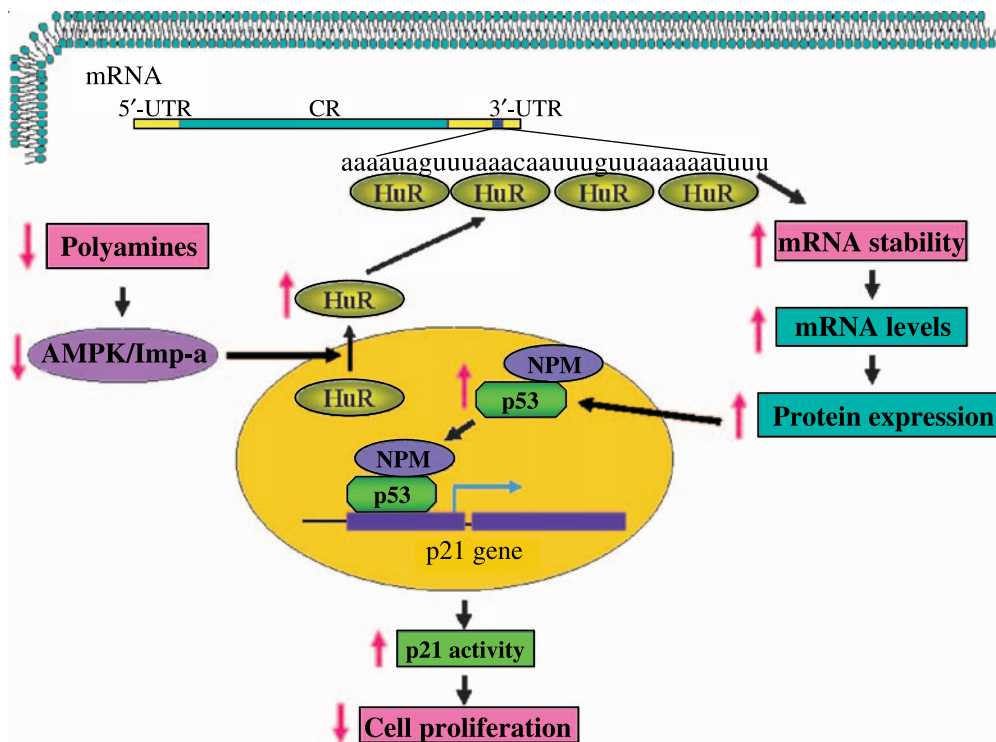 mRNA
5′-UTR CR 3′-UTR
aaaauaguuuaaacaauuuguuaaaaaauuuu
HuR HuR HuR HuR
Polyamines
mRNA stability
HuR
AMPK/Imp-a
mRNA levels
HuR
NPM
p53
Protein expression
NPM
p53
p21 gene
p21 activity
Cell proliferation